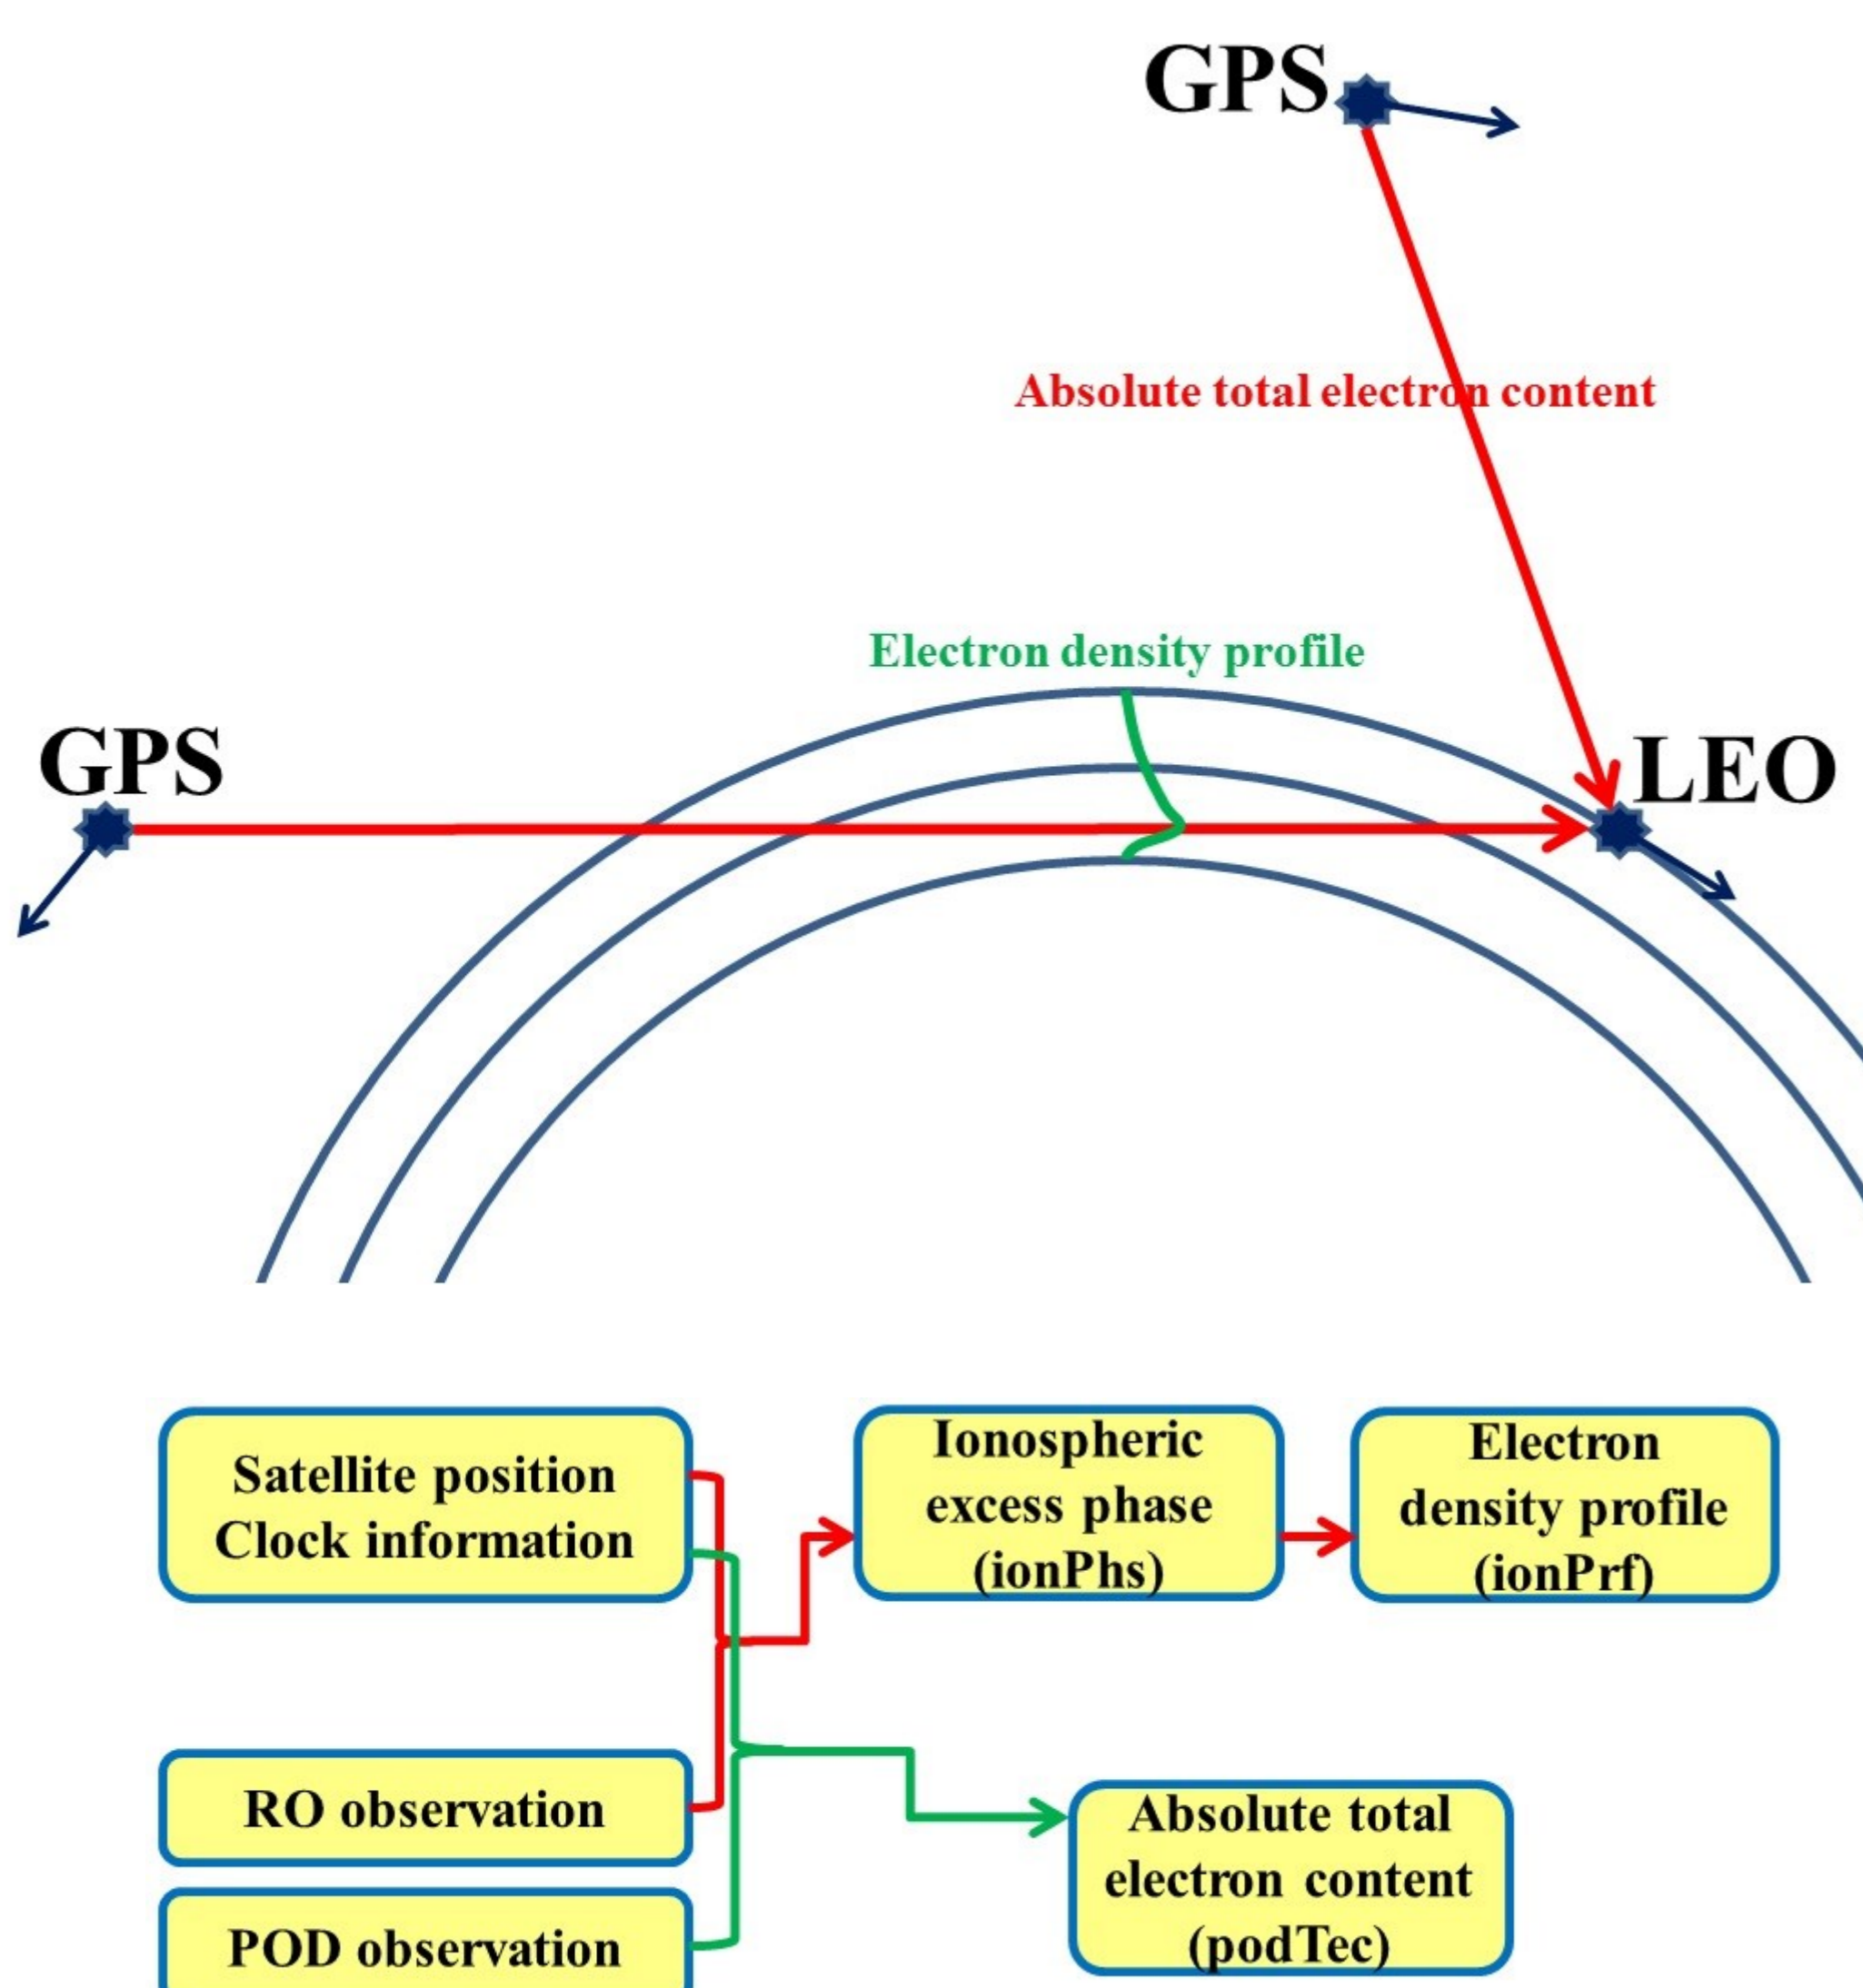 GPS
Absolute total electron content
Electron density profile
GPS
LEO
Satellite position
Clock information
Ionospheric
excess phase
(ionPhs)
Electron
density profile
(ionPrf)
RO observation
POD observation
Absolute total
electron content
(podTec)